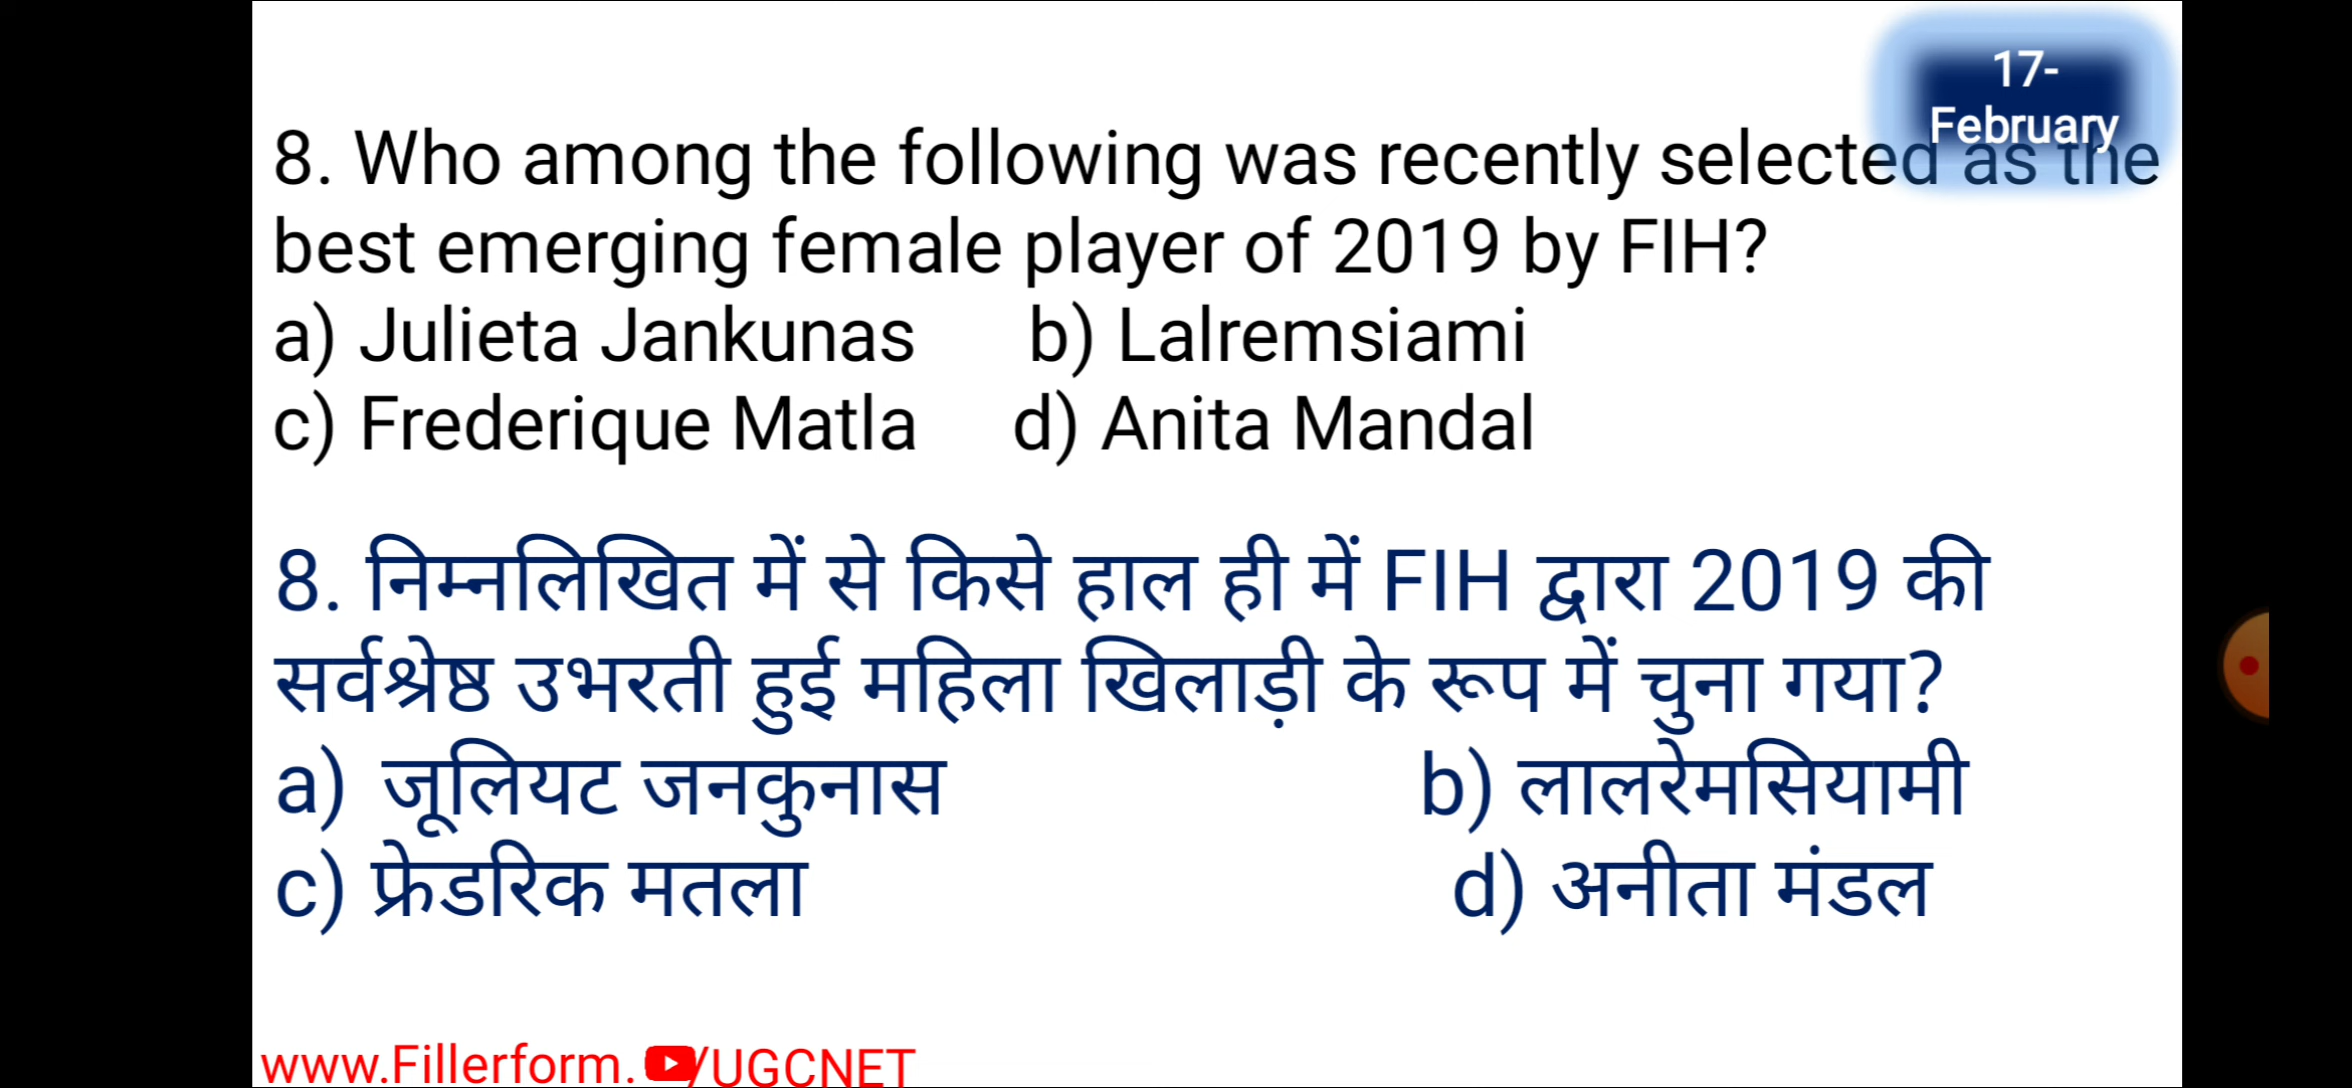 17-
February
8. Who among the following was recently selected as the
best emerging female player of 2019 by FIH?
a) Julieta Jankunas b) Lalremsiami
c) Frederique Matla d) Anita Mandal
8. निम्नलिखित में से किसे हाल ही में FIH द्वारा 2019 की
सर्वश्रेष्ठ उभरती हुई महिला खिलाड़ी के रूप में चुना गया?
a) जूलियट जनकुनास b) लालरेमसियामी
c) फ्रेडरिक मतला d) अनीता मंडल
www.Fillerform. /UGCNET